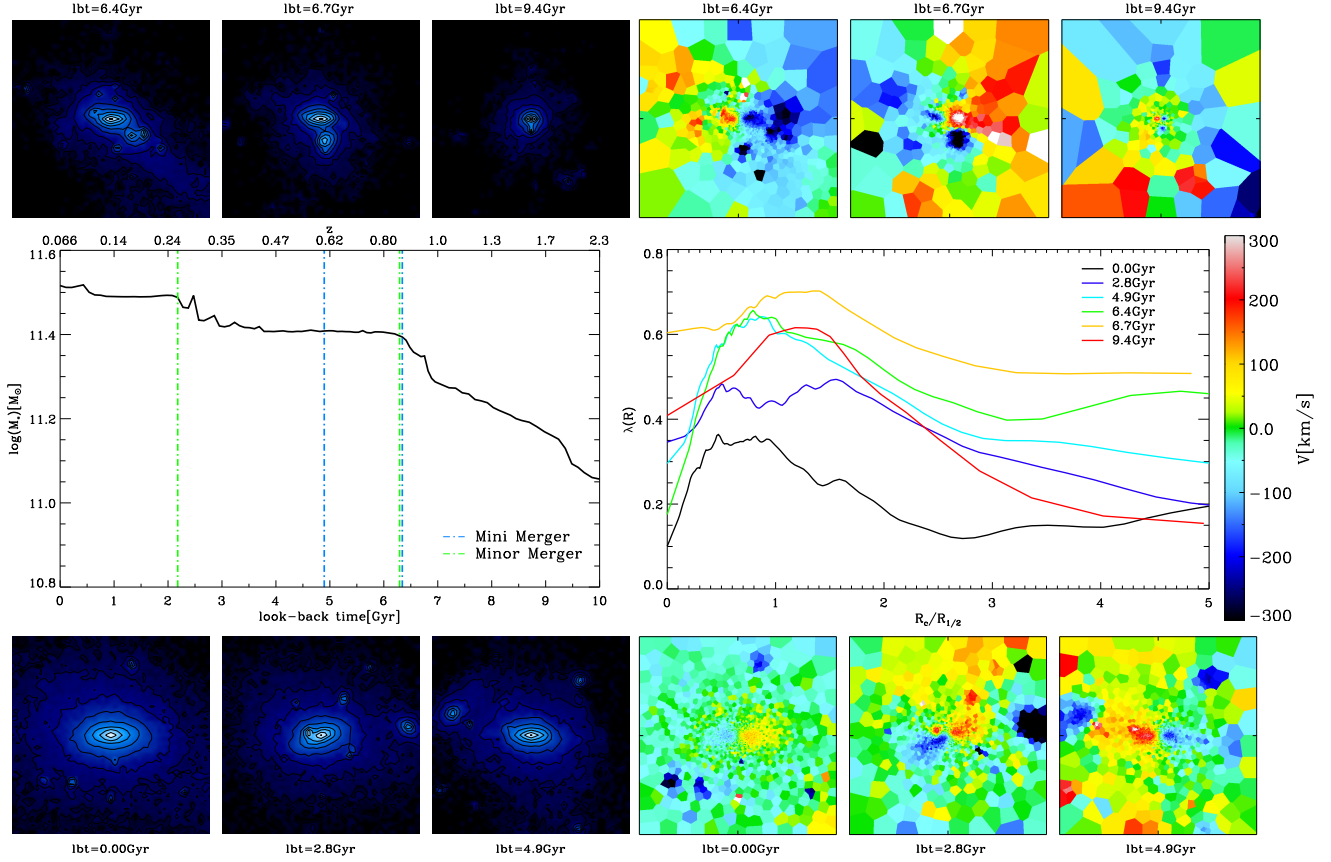 lbt=6.4Gyr lbt=6.7Gyr lbt=9.4Gyr lbt=6.4Gyr lbt=6.7Gyr lbt=9.4Gyr
z
0.066 0.14 0.24 0.35 0.47 0.62 0.80 1.0 1.3 1.7 2.3
11.6
11.4
11.2
11.0
10.8
log(M*)[M⊙]
Mini Merger
Minor Merger
0 1 2 3 4 5 6 7 8 9 10
look-back time[Gyr]
0.8
0.6
0.4
0.2
0.0
λ(R)
0.0Gyr
2.8Gyr
4.9Gyr
6.4Gyr
6.7Gyr
9.4Gyr
0 1 2 3 4 5
Rc/R1/2
300
200
100
0.0
−100
−200
−300
V[km/s]
lbt=0.00Gyr lbt=2.8Gyr lbt=4.9Gyr lbt=0.00Gyr lbt=2.8Gyr lbt=4.9Gyr